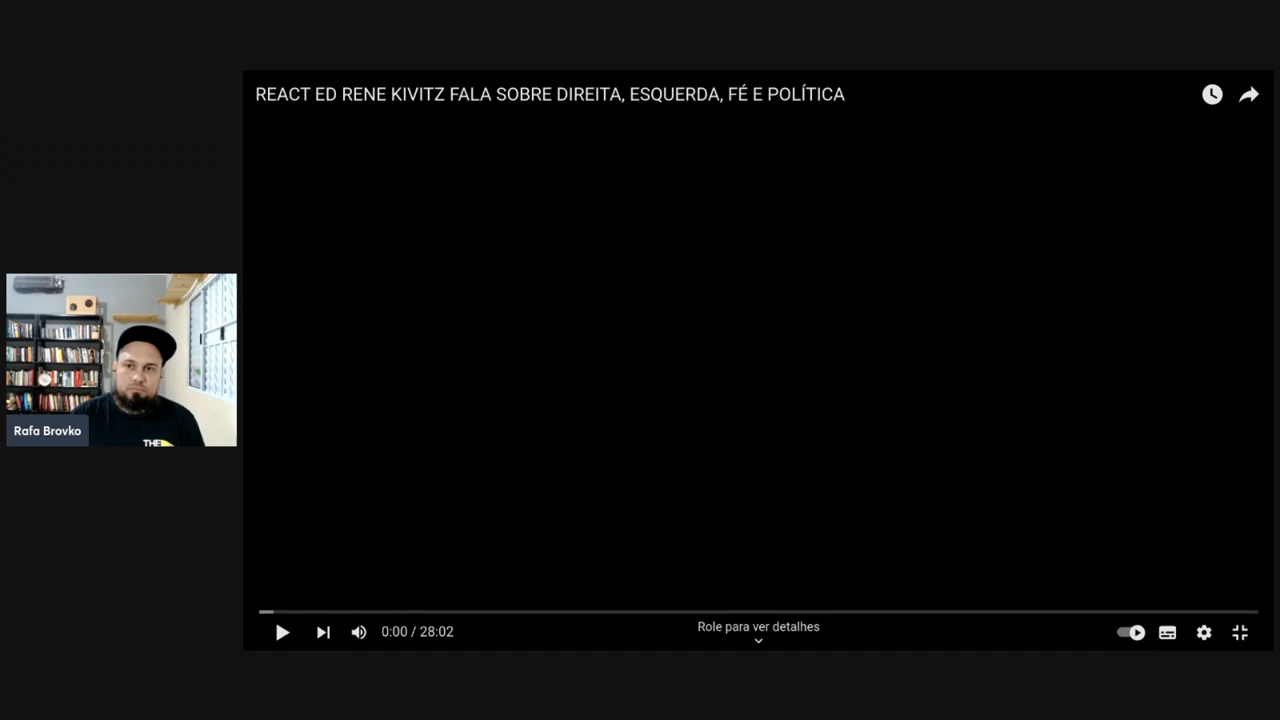 REACT ED RENE KIVITZ FALA SOBRE DIREITA, ESQUERDA, FÉ E POLÍTICA
Rafa Brovko
THE
0:00 / 28:02
Role para ver detalhes